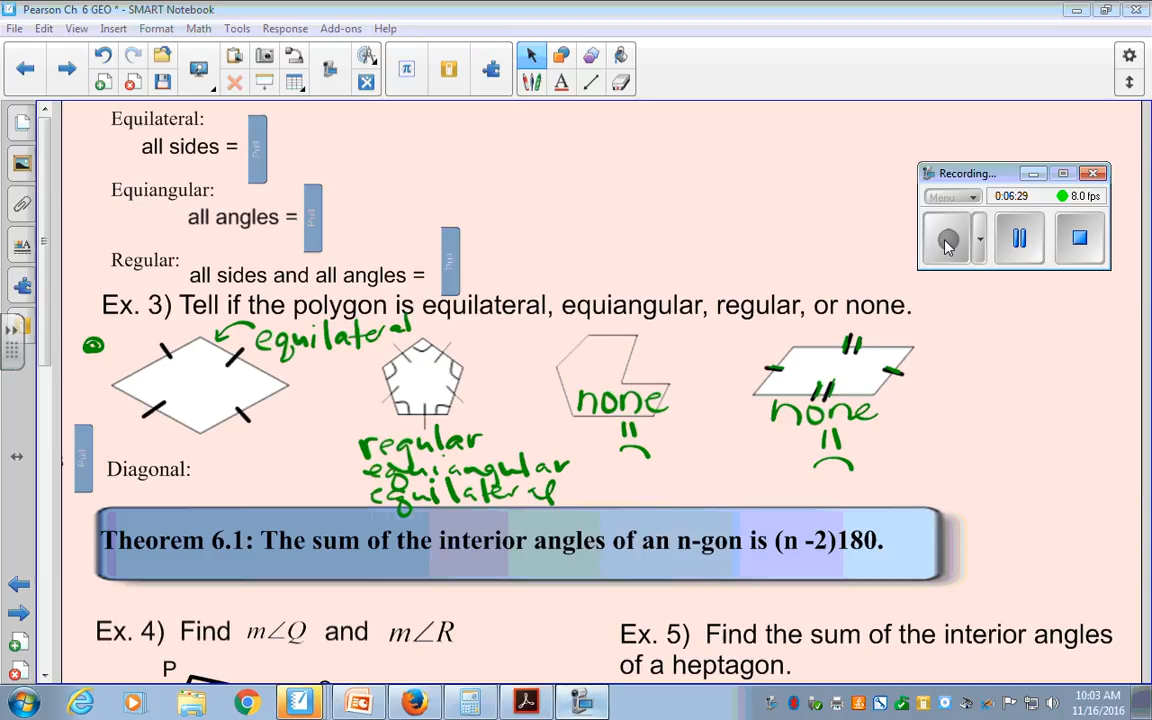 Pearson Ch 6 GEO * - SMART Notebook
File Edit View Insert Format Math Tools Response Add-ons Help
Equilateral:
all sides =
Pull
Equiangular:
all angles =
Pull
Regular:
all sides and all angles =
Pull
Recording...
Menu
0:06:29
8.0 fps
Ex. 3) Tell if the polygon is equilateral, equiangular, regular, or none.
equilateral
none
none
regular
equiangular
equilateral
Pull
Diagonal:
Theorem 6.1: The sum of the interior angles of an n-gon is (n -2)180.
Ex. 4) Find m∠Q and m∠R
P
Ex. 5) Find the sum of the interior angles
of a heptagon.
10:03 AM
11/16/2016